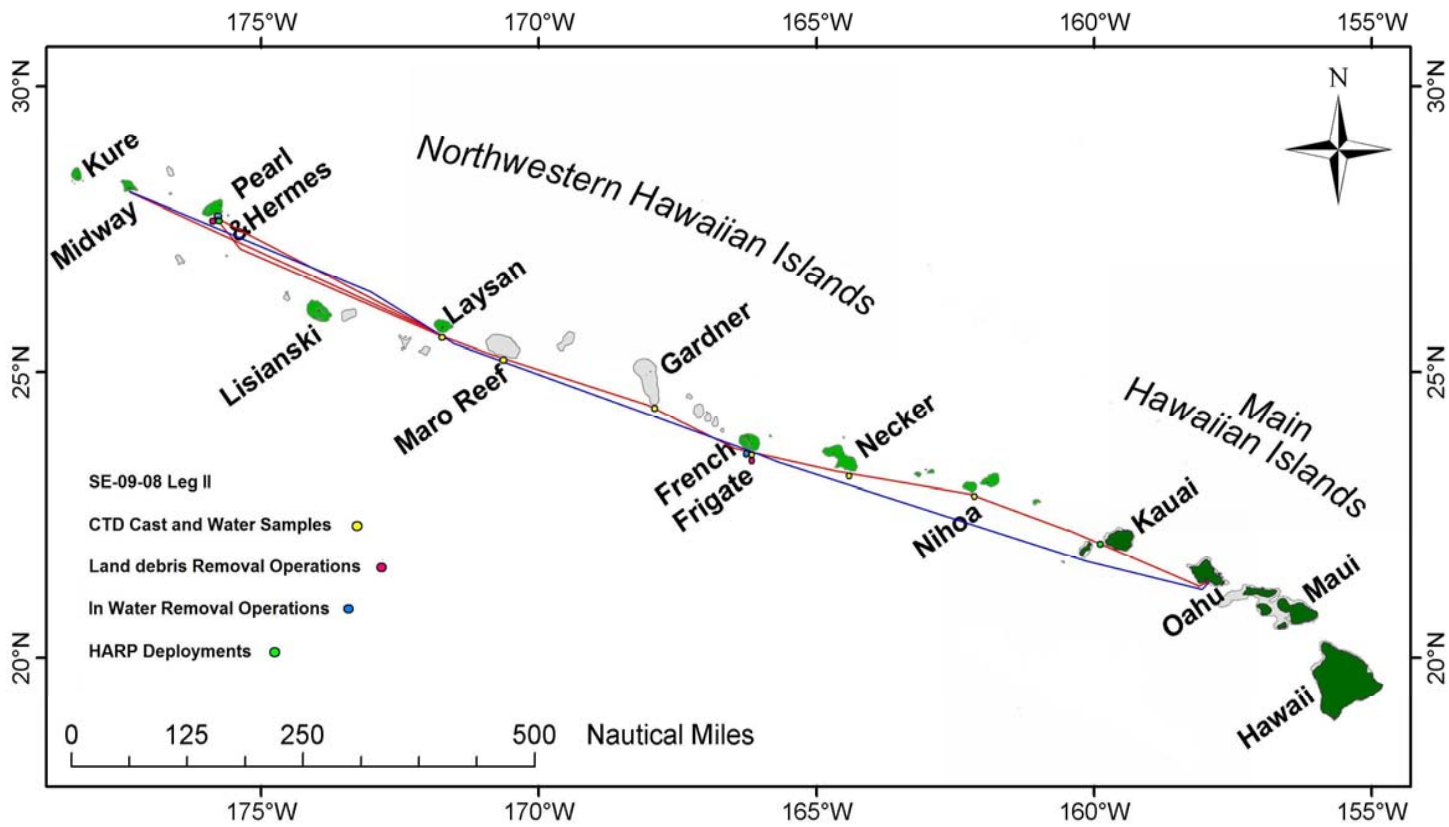 175°W 170°W 165°W 160°W 155°W
30°N
30°N
N
Kure
Pearl
&Hermes
Midway
Northwestern Hawaiian Islands
Laysan
Lisianski
Gardner
Maro Reef
25°N
25°N
Necker
Main
Hawaiian Islands
French
Frigate
Nihoa
Kauai
SE-09-08 Leg II
CTD Cast and Water Samples
Land debris Removal Operations
In Water Removal Operations
HARP Deployments
Oahu
Maui
20°N
20°N
Hawaii
0 125 250 500 Nautical Miles
175°W 170°W 165°W 160°W 155°W